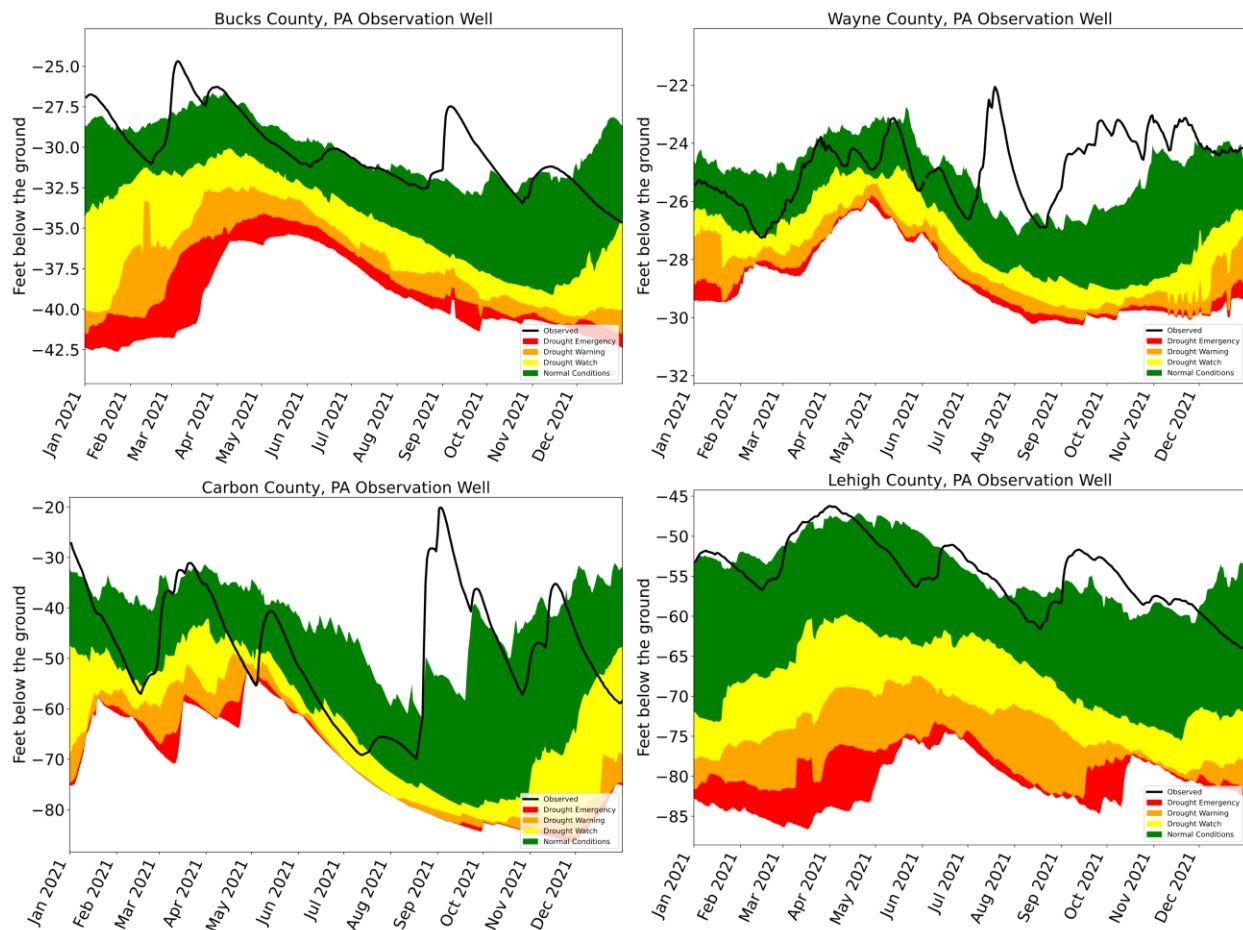 Bucks County, PA Observation Well
Feet below the ground
−25.0
−27.5
−30.0
−32.5
−35.0
−37.5
−40.0
−42.5
Observed
Drought Emergency
Drought Warning
Drought Watch
Normal Conditions
Jan 2021
Feb 2021
Mar 2021
Apr 2021
May 2021
Jun 2021
Jul 2021
Aug 2021
Sep 2021
Oct 2021
Nov 2021
Dec 2021
Wayne County, PA Observation Well
Feet below the ground
−22
−24
−26
−28
−30
−32
Observed
Drought Emergency
Drought Warning
Drought Watch
Normal Conditions
Jan 2021
Feb 2021
Mar 2021
Apr 2021
May 2021
Jun 2021
Jul 2021
Aug 2021
Sep 2021
Oct 2021
Nov 2021
Dec 2021
Carbon County, PA Observation Well
Feet below the ground
−20
−30
−40
−50
−60
−70
−80
Observed
Drought Emergency
Drought Warning
Drought Watch
Normal Conditions
Jan 2021
Feb 2021
Mar 2021
Apr 2021
May 2021
Jun 2021
Jul 2021
Aug 2021
Sep 2021
Oct 2021
Nov 2021
Dec 2021
Lehigh County, PA Observation Well
Feet below the ground
−45
−50
−55
−60
−65
−70
−75
−80
−85
Observed
Drought Emergency
Drought Warning
Drought Watch
Normal Conditions
Jan 2021
Feb 2021
Mar 2021
Apr 2021
May 2021
Jun 2021
Jul 2021
Aug 2021
Sep 2021
Oct 2021
Nov 2021
Dec 2021